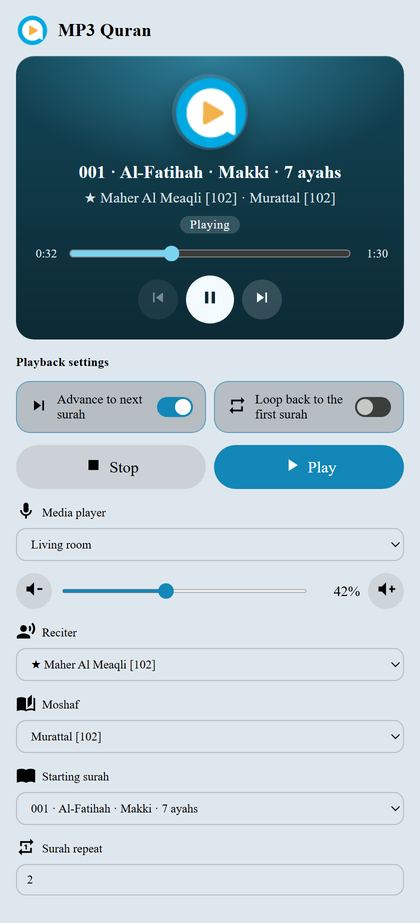 MP3 Quran
001 · Al-Fatihah · Makki · 7 ayahs
★ Maher Al Meaqli [102] · Murattal [102]
Playing
0:32
1:30
Playback settings
Advance to next
surah
Loop back to the
first surah
Stop
Play
Media player
Living room
42%
Reciter
★ Maher Al Meaqli [102]
Moshaf
Murattal [102]
Starting surah
001 · Al-Fatihah · Makki · 7 ayahs
Surah repeat
2